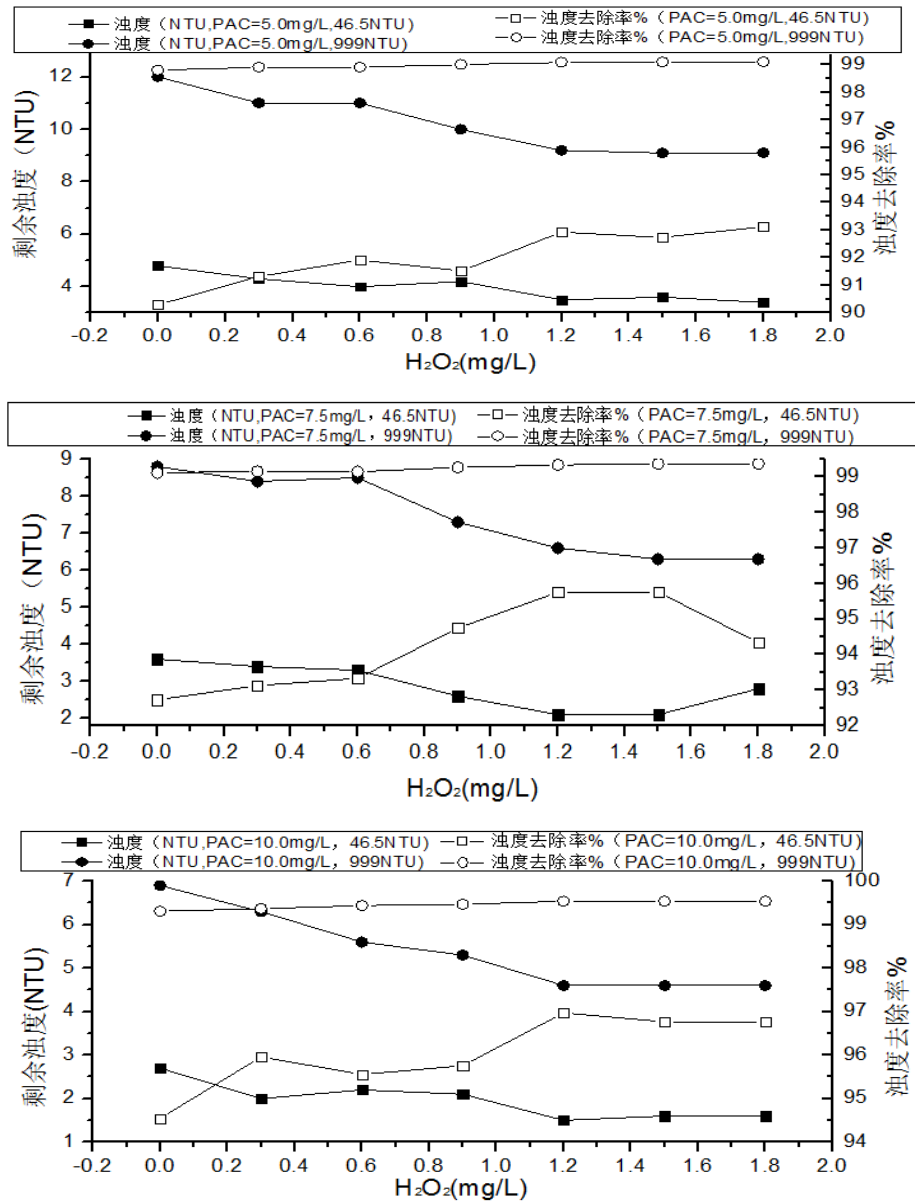 浊度（NTU,PAC=5.0mg/L,46.5NTU) 浊度去除率%（PAC=5.0mg/L,46.5NTU)
浊度（NTU,PAC=5.0mg/L,999NTU) 浊度去除率%（PAC=5.0mg/L,999NTU)
剩余浊度（NTU)
12
10
8
6
4
浊度去除率%
99
98
97
96
95
94
93
92
91
90
-0.2 0.0 0.2 0.4 0.6 0.8 1.0 1.2 1.4 1.6 1.8 2.0
H₂O₂(mg/L)
浊度（NTU,PAC=7.5mg/L，46.5NTU) 浊度去除率%（PAC=7.5mg/L，46.5NTU)
浊度（NTU,PAC=7.5mg/L，999NTU) 浊度去除率%（PAC=7.5mg/L，999NTU)
剩余浊度（NTU)
9
8
7
6
5
4
3
2
浊度去除率%
99
98
97
96
95
94
93
92
-0.2 0.0 0.2 0.4 0.6 0.8 1.0 1.2 1.4 1.6 1.8 2.0
H₂O₂(mg/L)
浊度（NTU,PAC=10.0mg/L，46.5NTU) 浊度去除率%（PAC=10.0mg/L，46.5NTU)
浊度（NTU,PAC=10.0mg/L，999NTU) 浊度去除率%（PAC=10.0mg/L，999NTU)
剩余浊度(NTU)
7
6
5
4
3
2
1
浊度去除率%
100
99
98
97
96
95
94
-0.2 0.0 0.2 0.4 0.6 0.8 1.0 1.2 1.4 1.6 1.8 2.0
H₂O₂(mg/L)